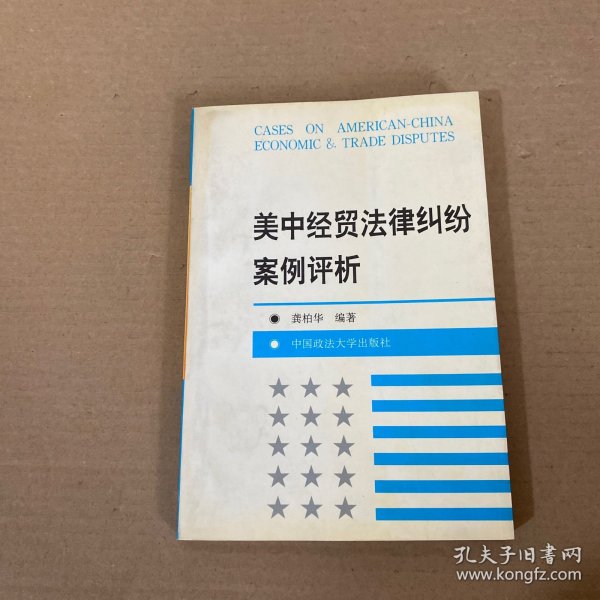 CASES ON AMERICAN-CHINA
ECONOMIC & TRADE DISPUTES
美中经贸法律纠纷
案例评析
龚柏华 编著
中国政法大学出版社
孔夫子旧书网
www.kongfz.com